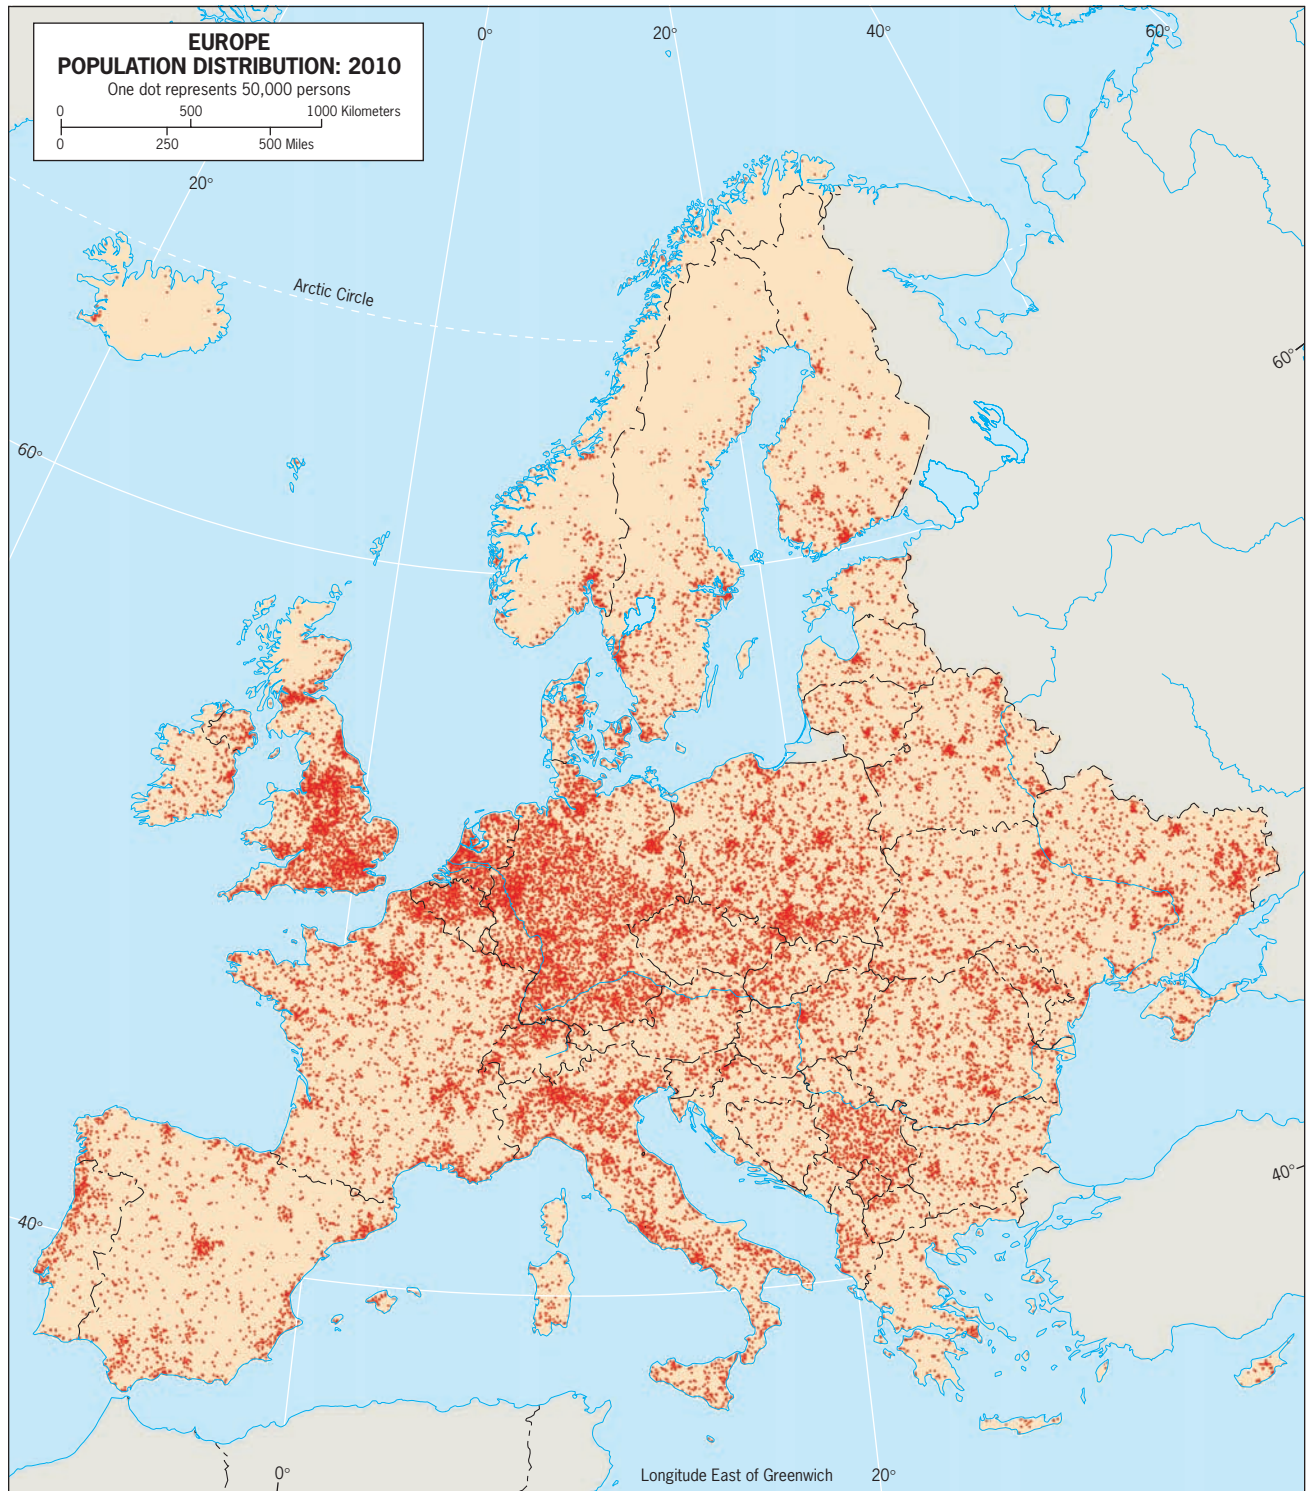 EUROPE
POPULATION DISTRIBUTION: 2010
One dot represents 50,000 persons
0 500 1000 Kilometers
0 250 500 Miles
0° 20° 40° 60°
20°
Arctic Circle
60°
60°
40°
40°
0° Longitude East of Greenwich 20°